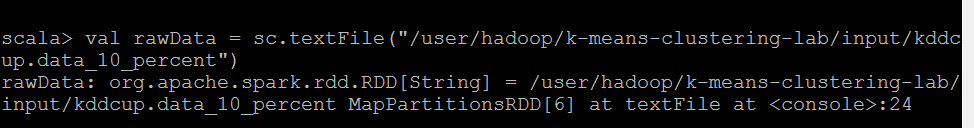 scala> val rawData = sc.textFile("/user/hadoop/k-means-clustering-lab/input/kddc
up.data_10_percent")
rawData: org.apache.spark.rdd.RDD[String] = /user/hadoop/k-means-clustering-lab/
input/kddcup.data_10_percent MapPartitionsRDD[6] at textFile at <console>:24